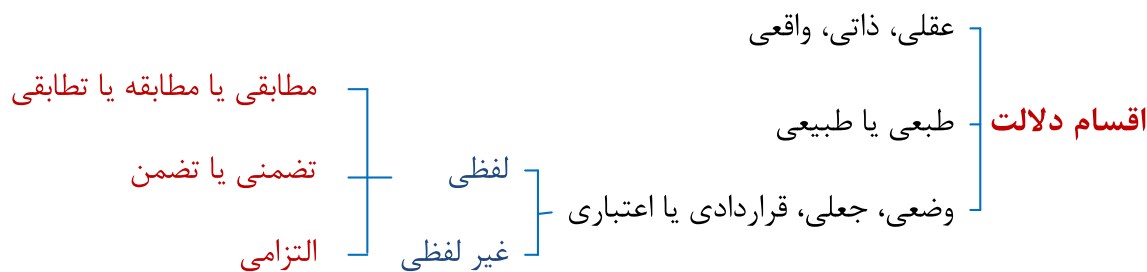 اقسام دلالت
عقلی، ذاتی، واقعی
طبعی یا طبیعی
وضعی، جعلی، قراردادی یا اعتباری
لفظی
غیر لفظی
مطابقی یا مطابقه یا تطابقی
تضمنی یا تضمن
التزامی